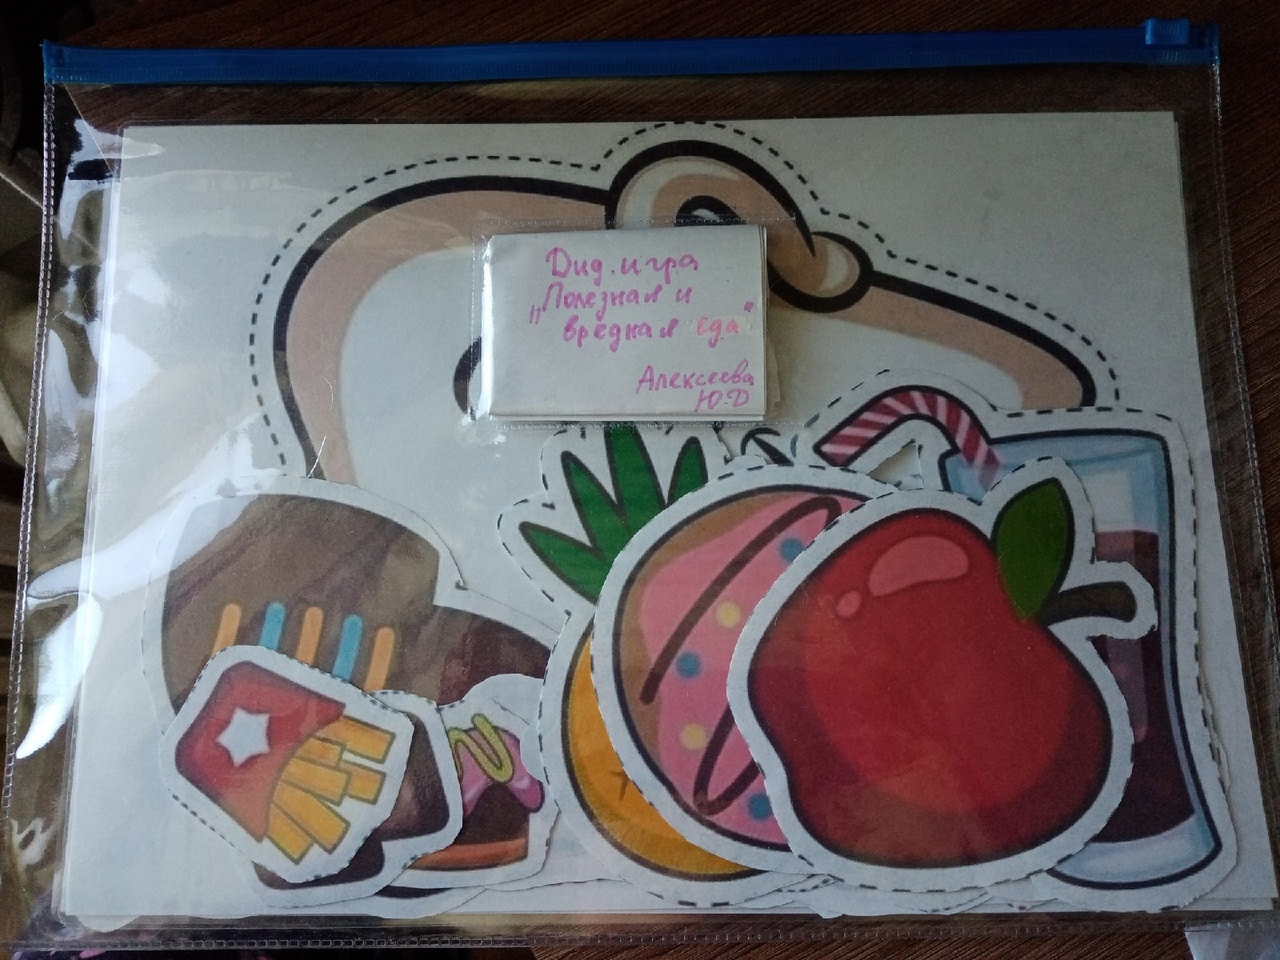 Дид. игра
„Полезная и
вредная еда"
Алексеева
Ю.Д